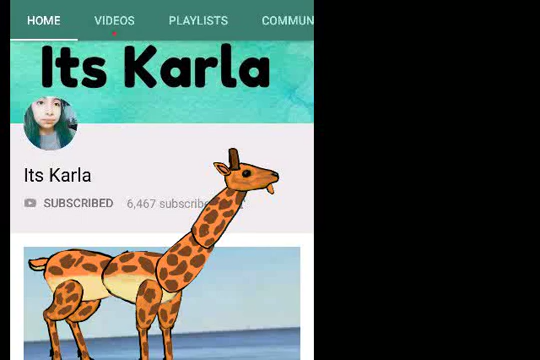 HOME VIDEOS PLAYLISTS
Its Karla
Its Karla
SUBSCRIBED 6,467